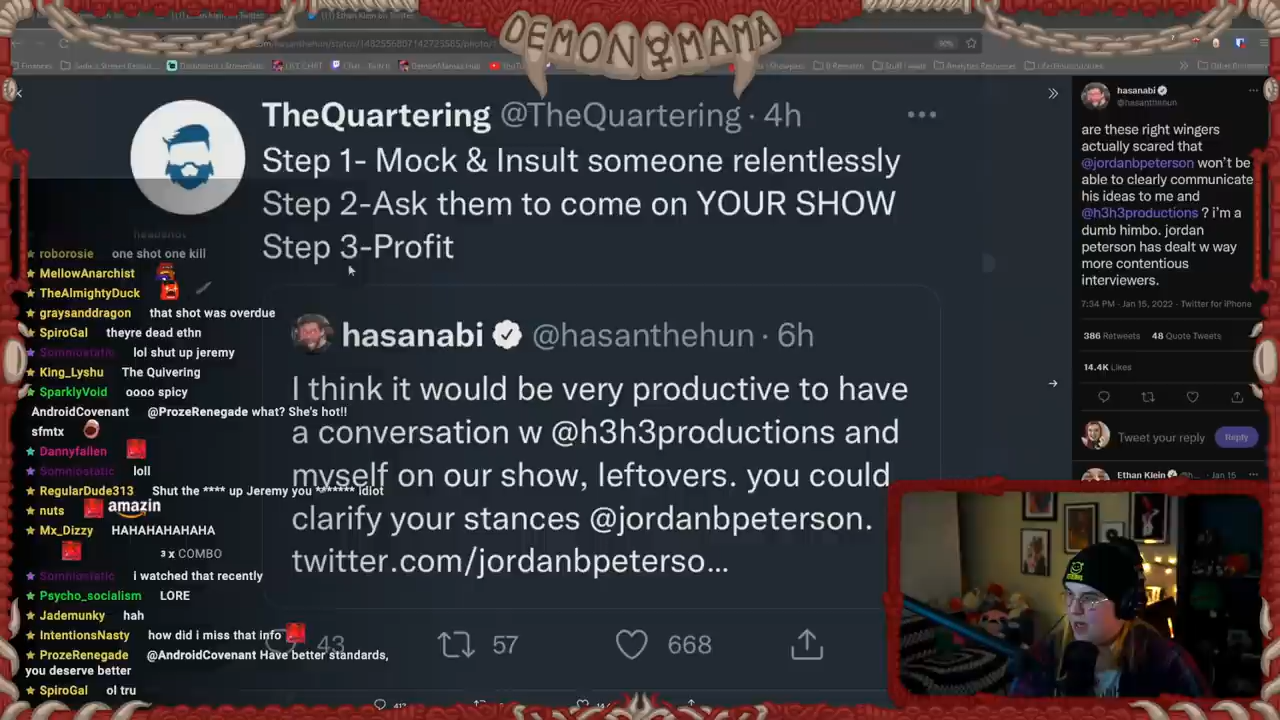 DEMON MAMA
TheQuartering @TheQuartering · 4h
Step 1- Mock & Insult someone relentlessly
Step 2-Ask them to come on YOUR SHOW
Step 3-Profit
hasanabi @hasanthehun · 6h
I think it would be very productive to have
a conversation w @h3h3productions and
myself on our show, leftovers. you could
clarify your stances @jordanbpeterson.
twitter.com/jordanbpeterso...
43 57 668
roborosie one shot one kill
MellowAnarchist
TheAlmightyDuck
graysanddragon that shot was overdue
SpiroGal theyre dead ethn
Somniostatic lol shut up jeremy
King_Lyshu The Quivering
SparklyVoid oooo spicy
AndroidCovenant @ProzeRenegade what? She's hot!!
sfmtx
Dannyfallen
Somniostatic loll
RegularDude313 Shut the **** up Jeremy you ******* idiot
nuts amazin
Mx_Dizzy HAHAHAHAHAHA
3 x COMBO
Somniostatic I watched that recently
Psycho_socialism LORE
Jademunky hah
IntentionsNasty how did i miss that info
ProzeRenegade @AndroidCovenant Have better standards,
you deserve better
SpiroGal ol tru
hasanabi
@hasanthehun
are these right wingers
actually scared that
@jordanbpeterson won't be
able to clearly communicate
his ideas to me and
@h3h3productions ? i'm a
dumb himbo. jordan
peterson has dealt w way
more contentious
interviewers.
7:34 PM · Jan 15, 2022 · Twitter for iPhone
386 Retweets 48 Quote Tweets
14.4K Likes
Tweet your reply Reply
Ethan Klein · Jan 15